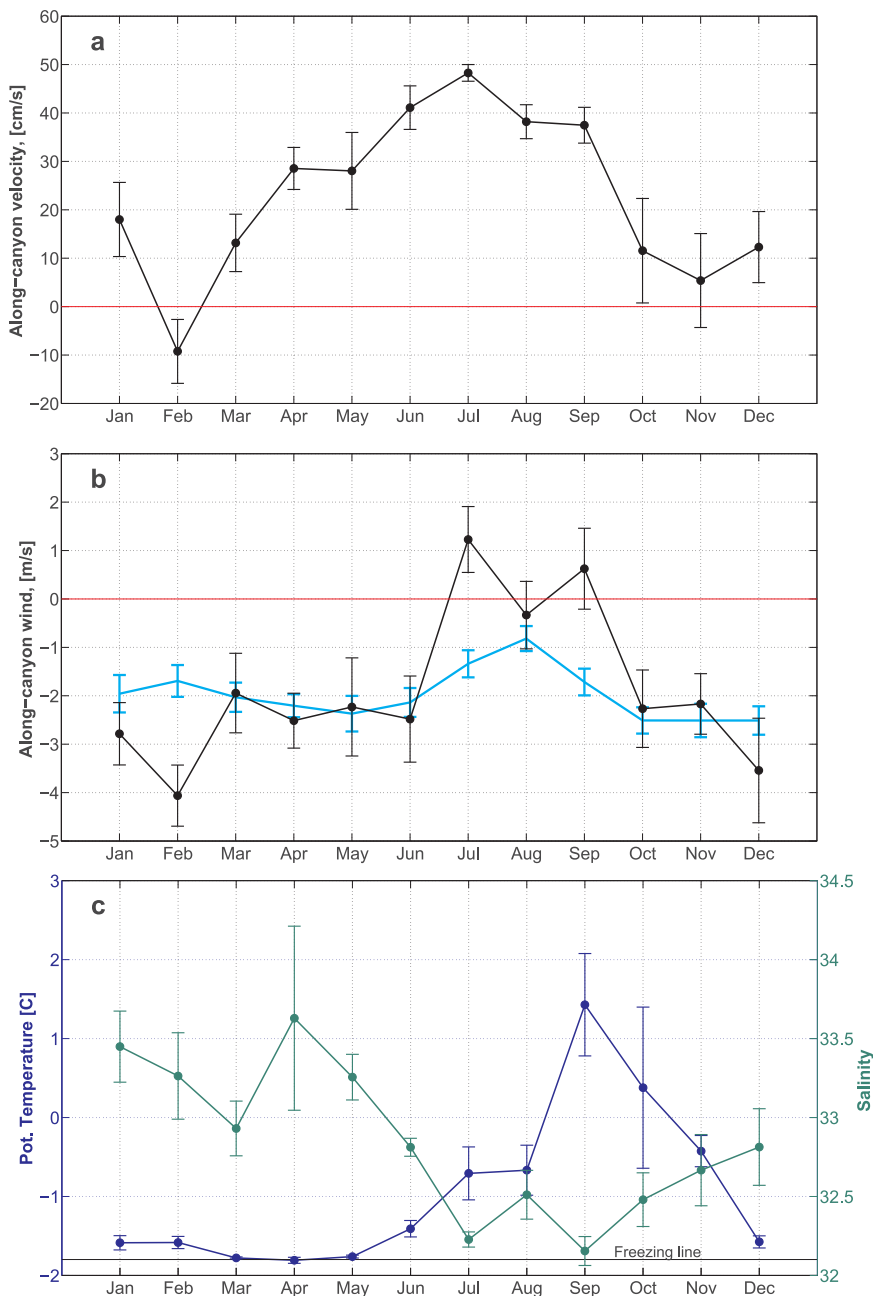 a
Along−canyon velocity, [cm/s]
60
50
40
30
20
10
0
−10
−20
Jan Feb Mar Apr May Jun Jul Aug Sep Oct Nov Dec
b
Along−canyon wind, [m/s]
3
2
1
0
−1
−2
−3
−4
−5
Jan Feb Mar Apr May Jun Jul Aug Sep Oct Nov Dec
c
Pot. Temperature [C]
3
2
1
0
−1
−2
34.5
34
33.5
33
32.5
32
Salinity
Freezing line
Jan Feb Mar Apr May Jun Jul Aug Sep Oct Nov Dec